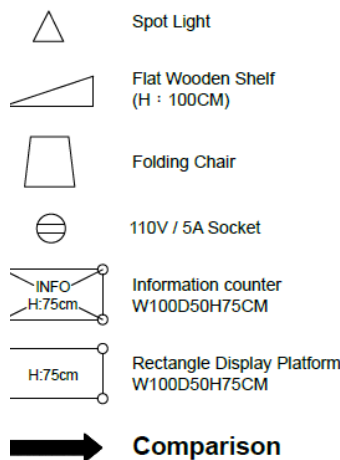 Spot Light
Flat Wooden Shelf
(H：100CM)
Folding Chair
110V / 5A Socket
INFO
H:75cm
Information counter
W100D50H75CM
H:75cm
Rectangle Display Platform
W100D50H75CM
Comparison